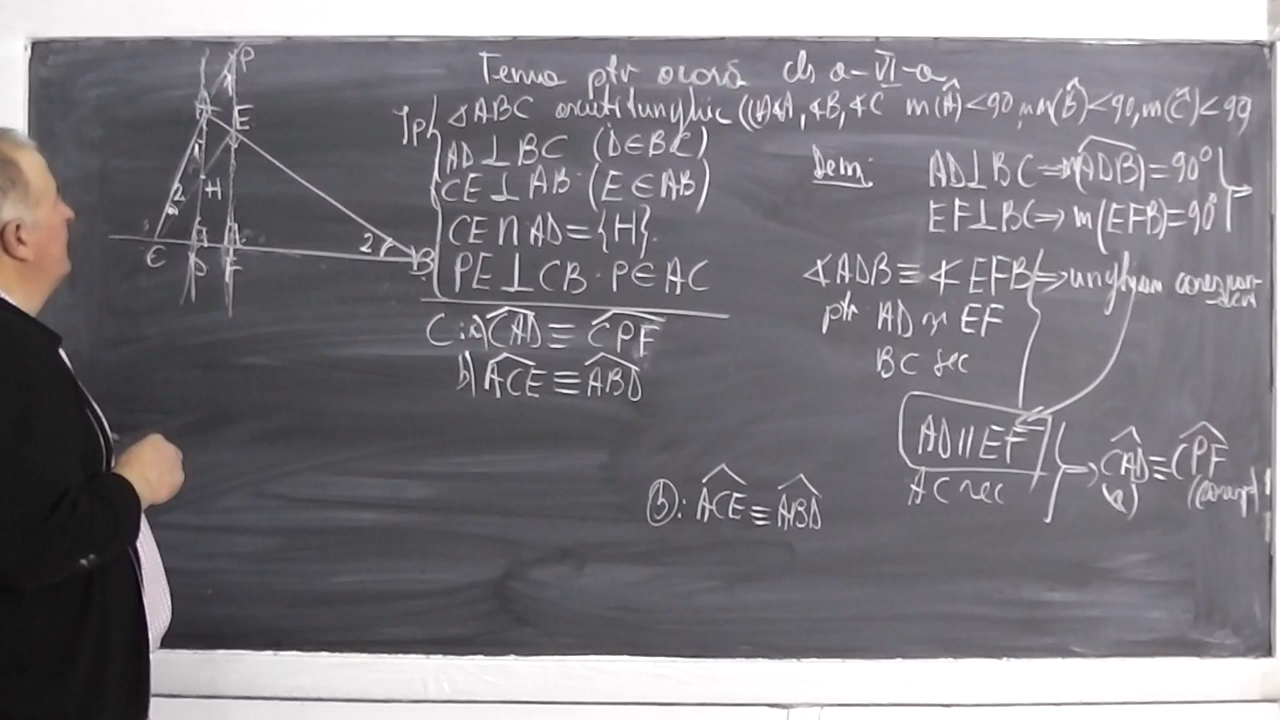 Tema ptr acasă cls a-VI-a
Ip
∢ABC ascuțitunghic (∢A, ∢B, ∢C m(Â)<90, m(B̂)<90, m(Ĉ)<90
AD⊥BC (D∈BC)
CE⊥AB (E∈AB)
CE∩AD={H}.
PE⊥CB. P∈AC
C: a) CAD ≡ CPF
b) ACE ≡ ABD
Dem:
AD⊥BC ⇒ m(ADB)=90°
EF⊥BC ⇒ m(EFB)=90°
∢ADB ≡ ∢EFB ⇒
ptr AD și EF
BC sec
AD∥EF
AC sec
⇒ CAD ≡ CPF
b): ACE ≡ ABD
P
A
E
1
2
H
C
D
F
2
B